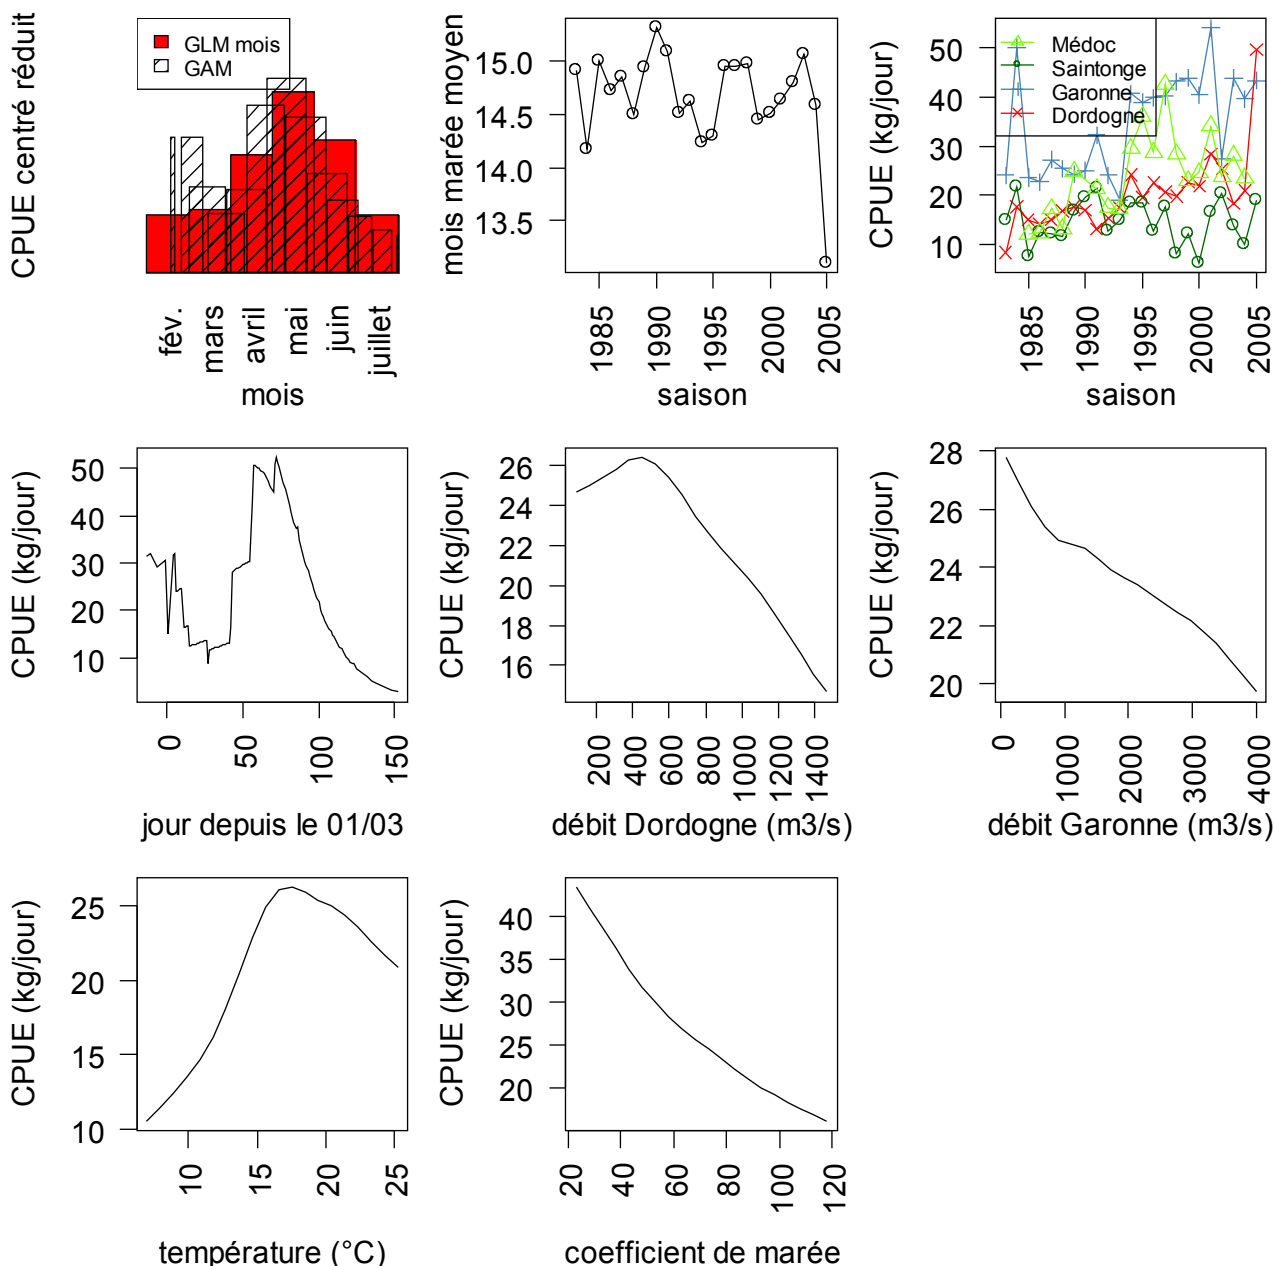 CPUE centré réduit
GLM mois
GAM
fév.
mars
avril
mai
juin
juillet
mois
mois marée moyen
15.0
14.5
14.0
13.5
1985
1990
1995
2000
2005
saison
CPUE (kg/jour)
50
40
30
20
10
Médoc
Saintonge
Garonne
Dordogne
1985
1990
1995
2000
2005
saison
CPUE (kg/jour)
50
40
30
20
10
0
50
100
150
jour depuis le 01/03
CPUE (kg/jour)
26
24
22
20
18
16
200
400
600
800
1000
1200
1400
débit Dordogne (m3/s)
CPUE (kg/jour)
28
26
24
22
20
0
1000
2000
3000
4000
débit Garonne (m3/s)
CPUE (kg/jour)
25
20
15
10
10
15
20
25
température (°C)
CPUE (kg/jour)
40
35
30
25
20
20
40
60
80
100
120
coefficient de marée